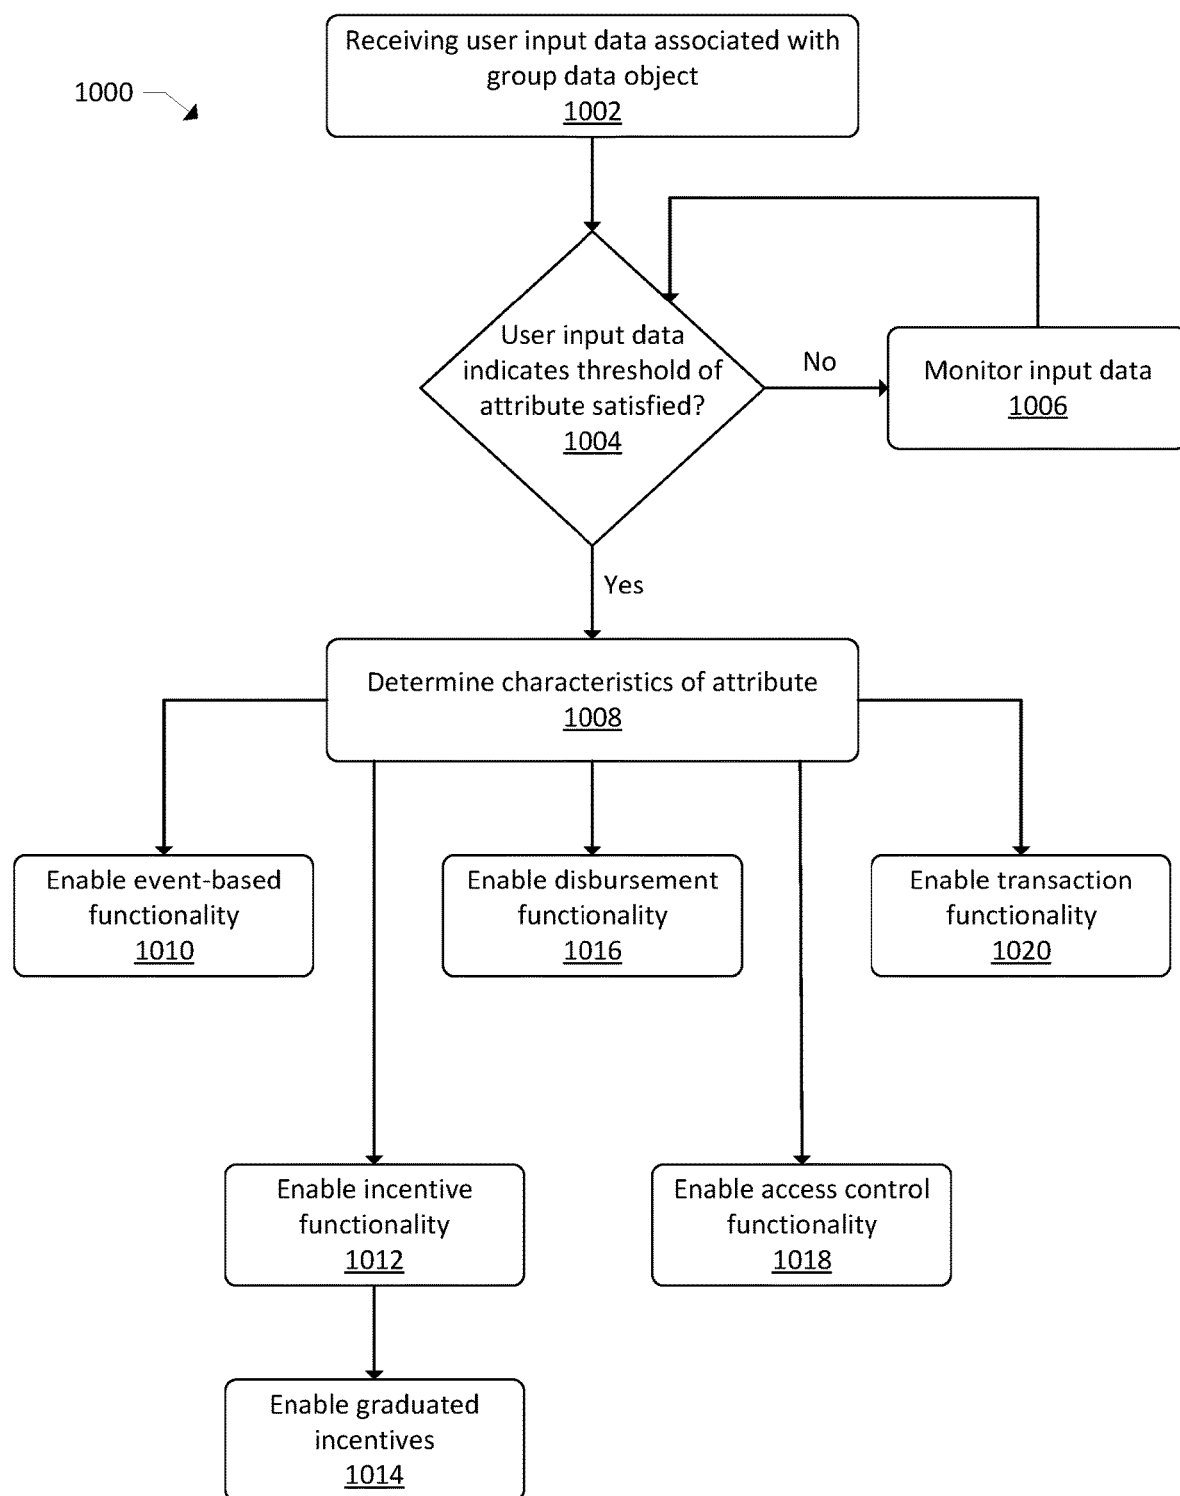 Receiving user input data associated with
group data object
1002
1000
User input data
indicates threshold of
attribute satisfied?
1004
No
Monitor input data
1006
Yes
Determine characteristics of attribute
1008
Enable event-based
functionality
1010
Enable disbursement
functionality
1016
Enable transaction
functionality
1020
Enable incentive
functionality
1012
Enable access control
functionality
1018
Enable graduated
incentives
1014